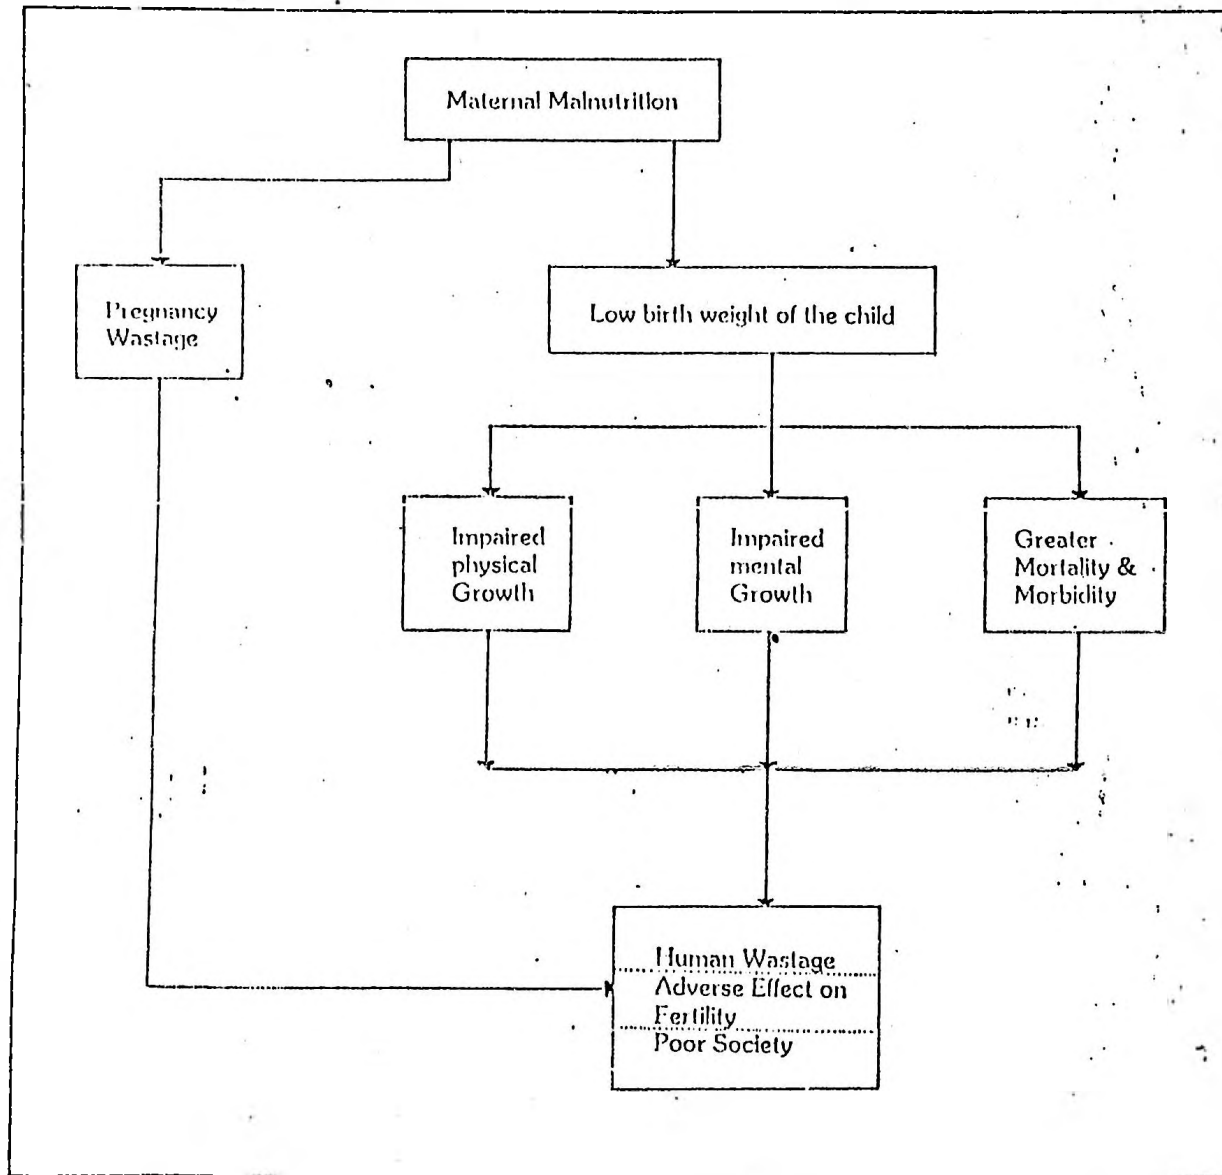 Maternal Malnutrition
Pregnancy
Wastage
Low birth weight of the child
Impaired
physical
Growth
Impaired
mental
Growth
Greater
Mortality &
Morbidity
Human Wastage
Adverse Effect on
Fertility
Poor Society